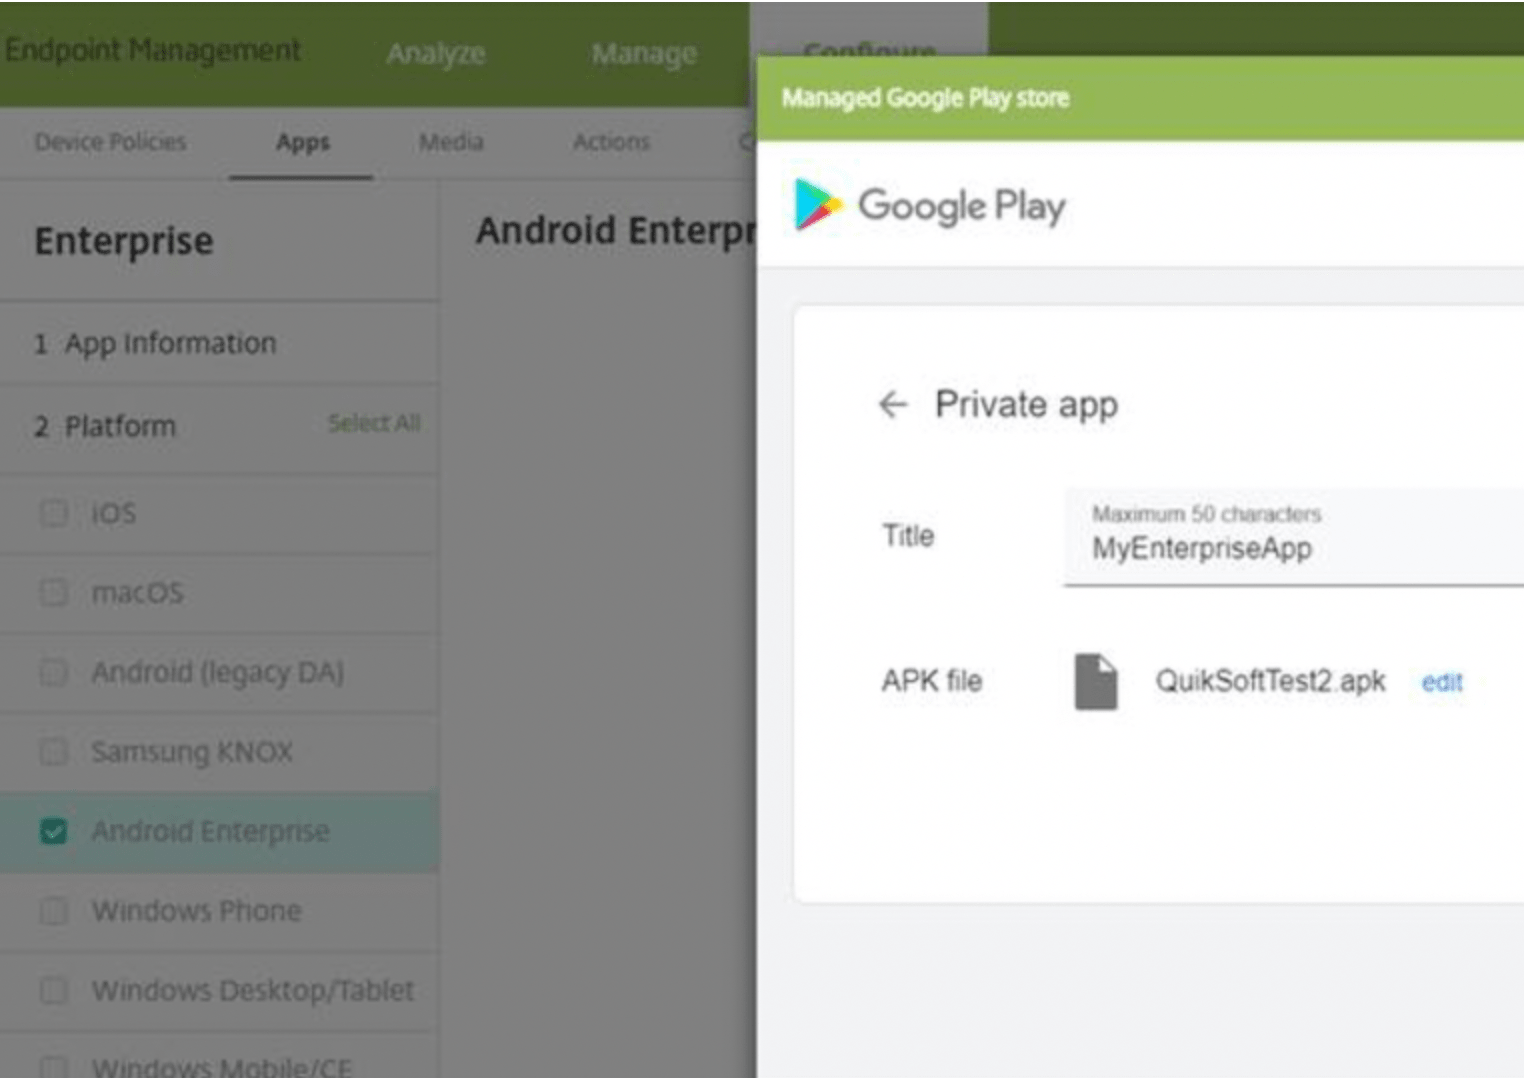 Endpoint Management
Analyze
Manage
Configure
Device Policies
Apps
Media
Actions
Managed Google Play store
Google Play
Enterprise
Android Enterpr
1 App Information
2 Platform
Select All
iOS
macOS
Android (legacy DA)
Samsung KNOX
Android Enterprise
Windows Phone
Windows Desktop/Tablet
Windows Mobile/CE
Private app
Title
Maximum 50 characters
MyEnterpriseApp
APK file
QuikSoftTest2.apk
edit